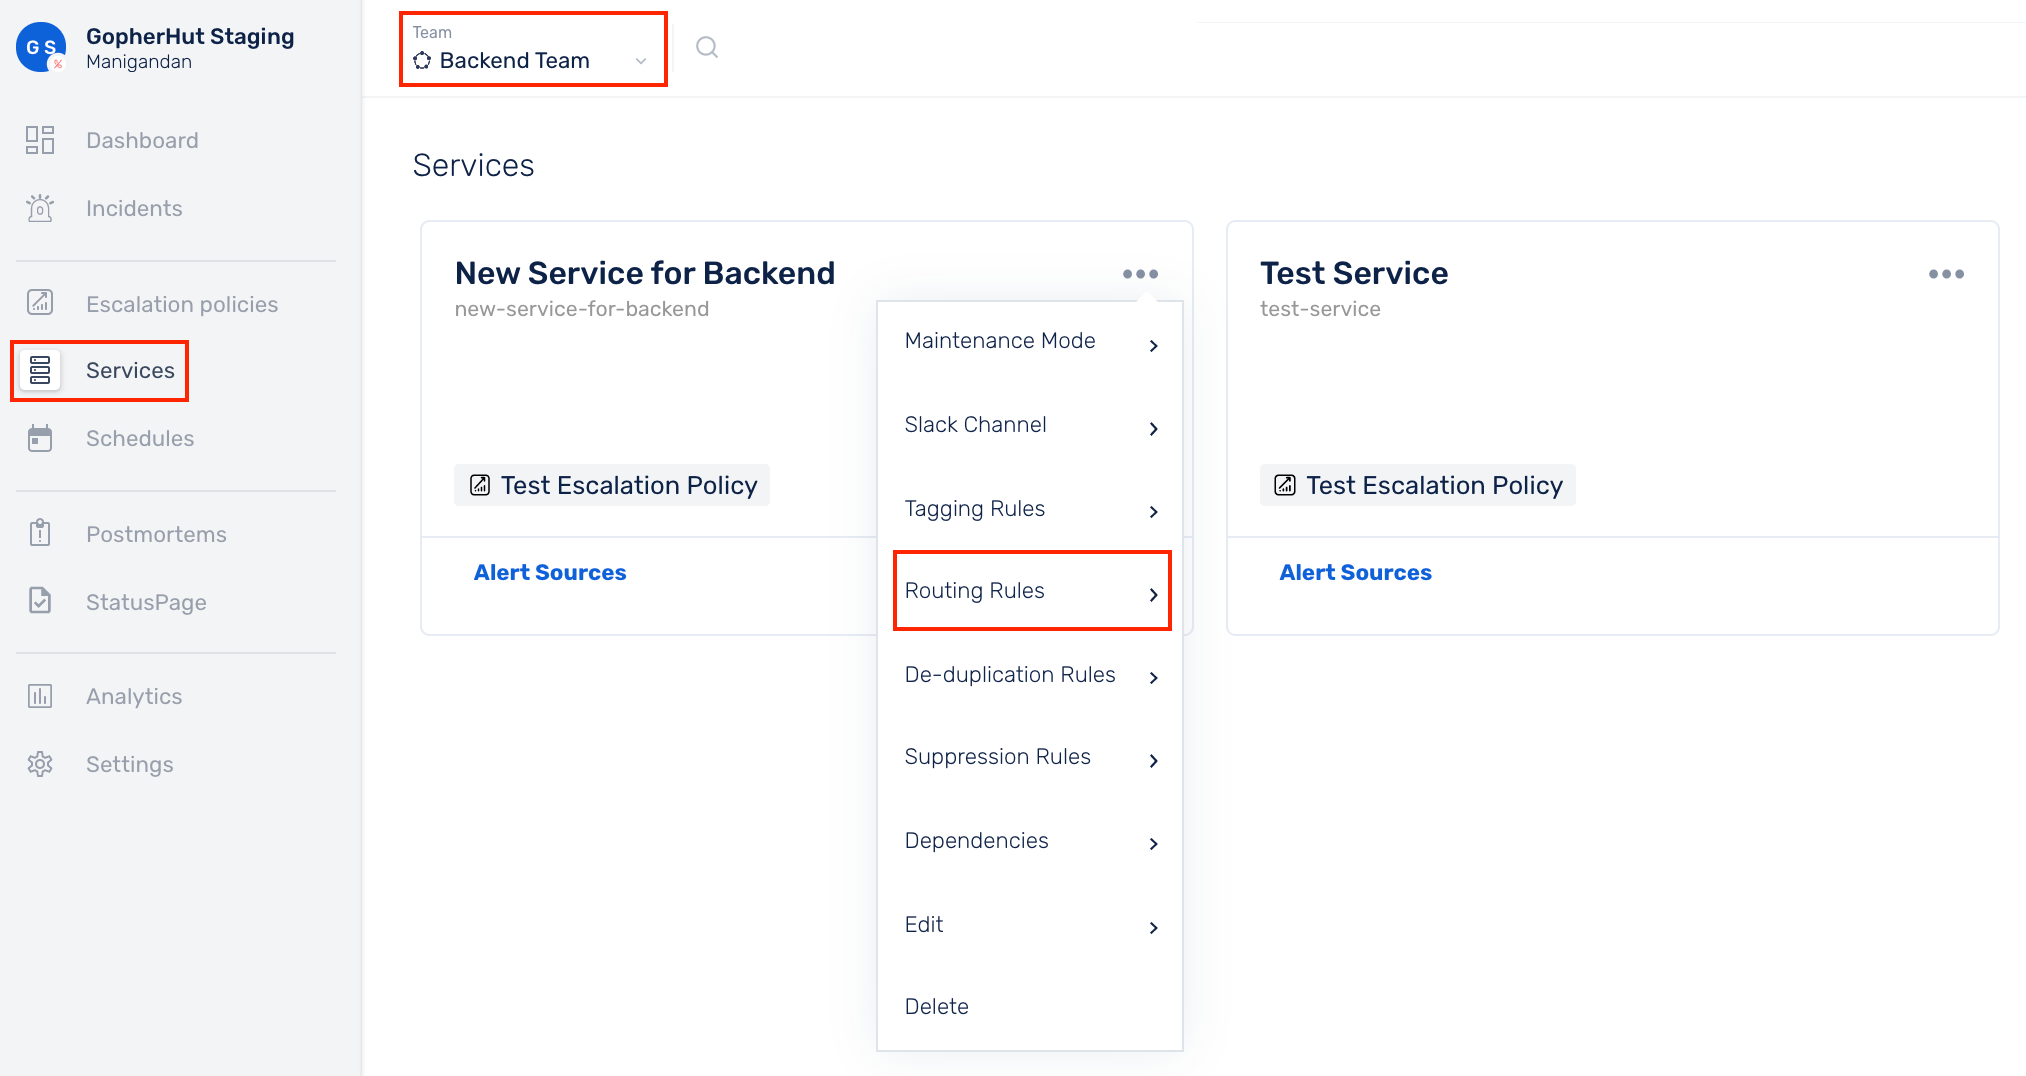 G S
GopherHut Staging
Manigandan
Dashboard
Incidents
Escalation policies
Services
Schedules
Postmortems
StatusPage
Analytics
Settings
Team
Backend Team
Services
New Service for Backend
new-service-for-backend
Test Escalation Policy
Alert Sources
Maintenance Mode
Slack Channel
Tagging Rules
Routing Rules
De-duplication Rules
Suppression Rules
Dependencies
Edit
Delete
Test Service
test-service
Test Escalation Policy
Alert Sources